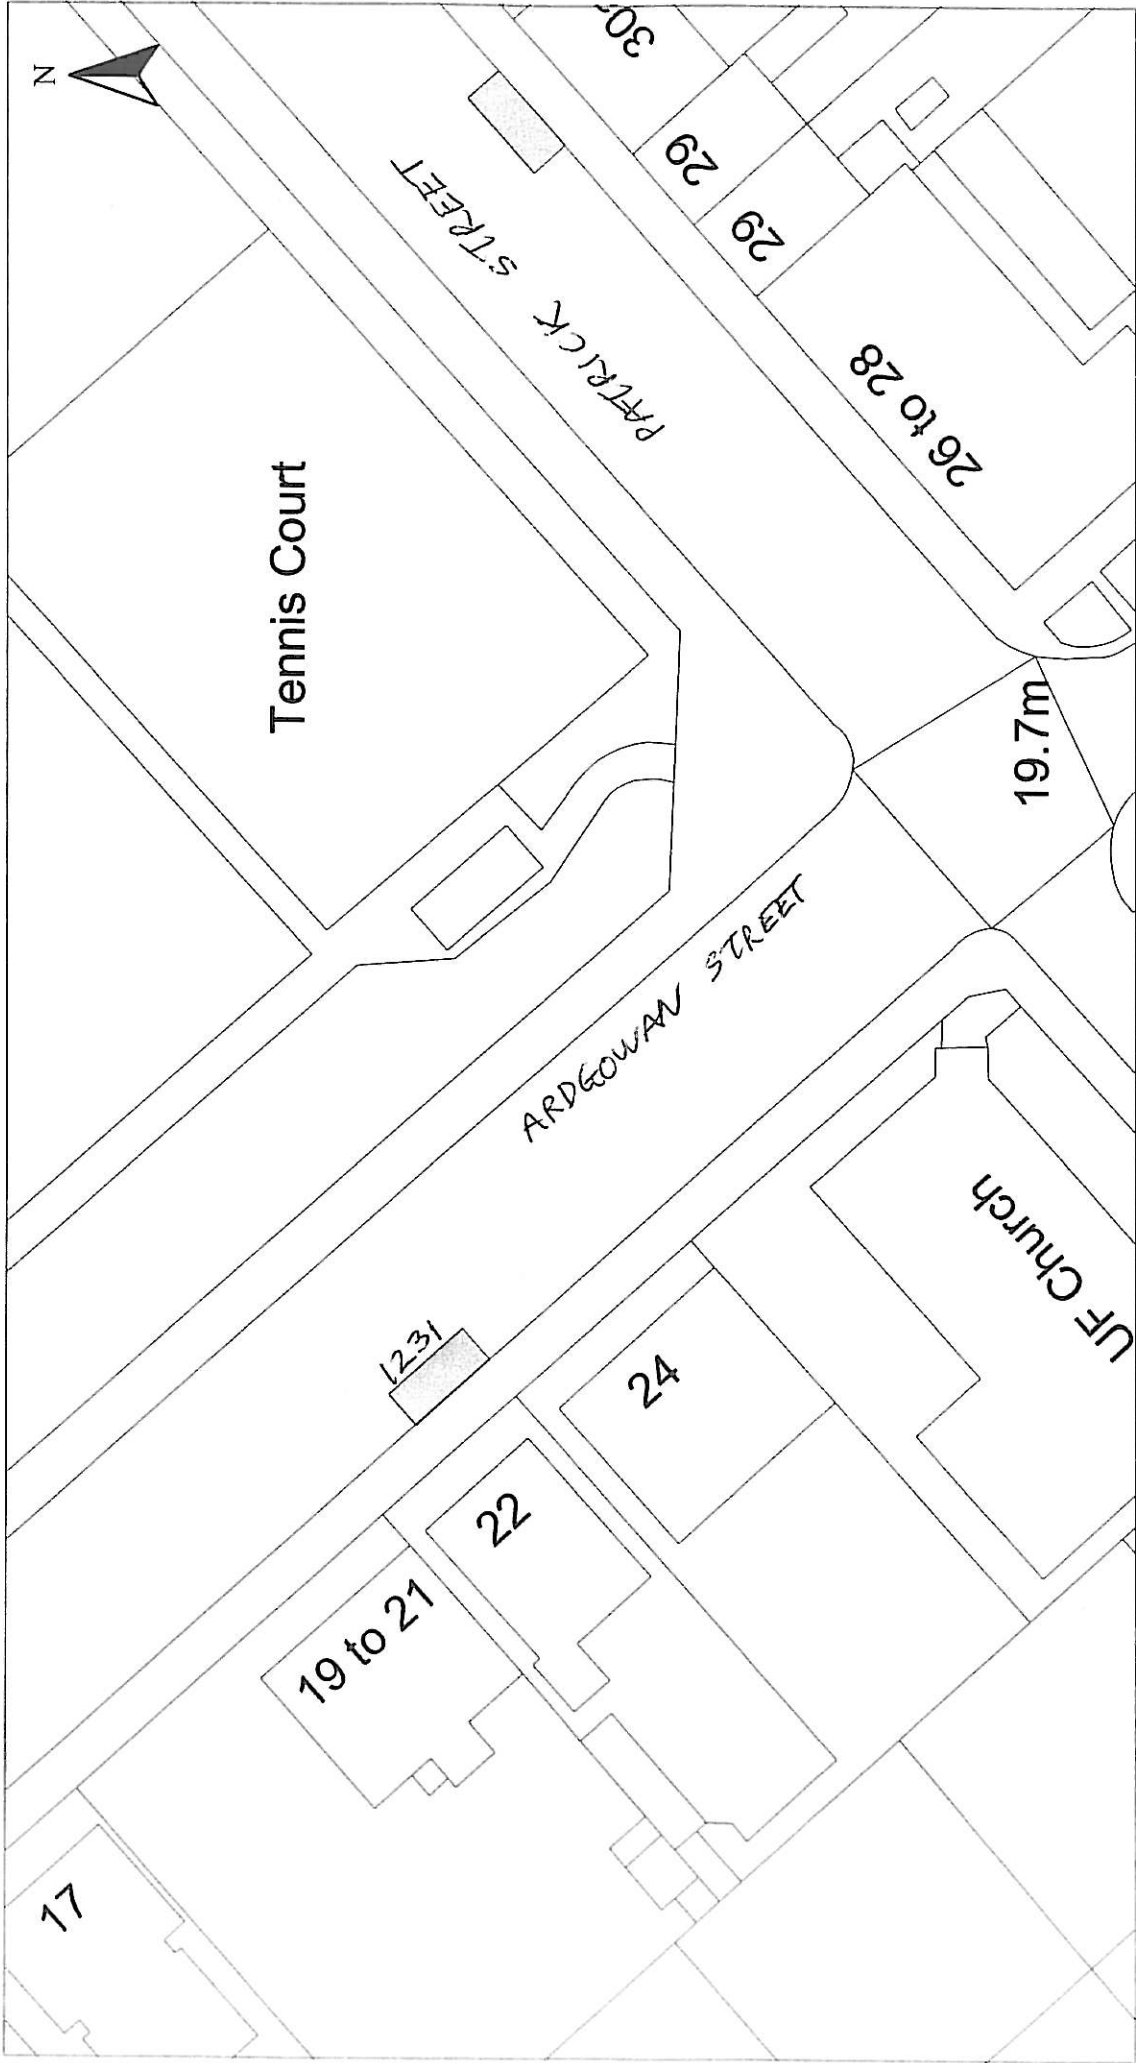 N
17
19 to 21
22
1231
24
UF Church
ARDGOWAN STREET
Tennis Court
19.7m
PATRICK STREET
26 to 28
29
29